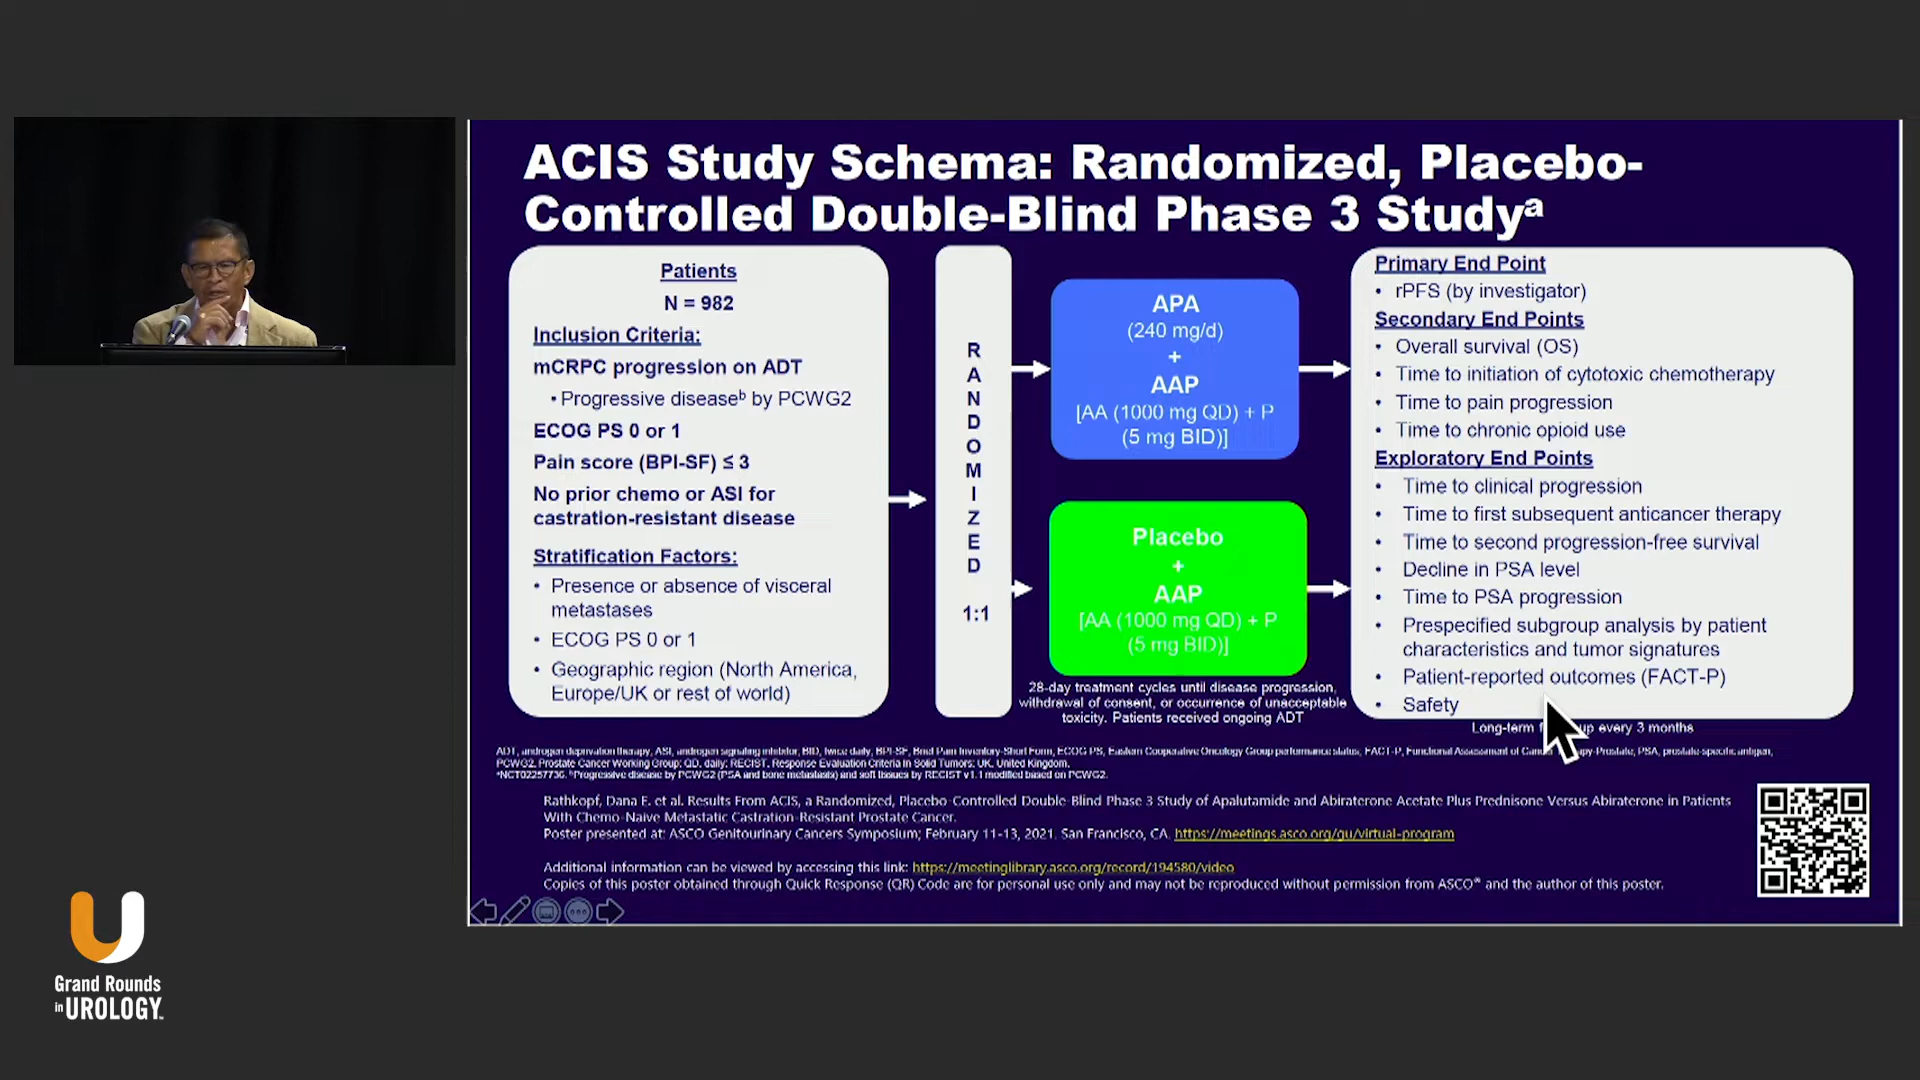 ACIS Study Schema: Randomized, Placebo-
Controlled Double-Blind Phase 3 Studyᵃ
Patients
N = 982
Inclusion Criteria:
mCRPC progression on ADT
• Progressive diseaseᵇ by PCWG2
ECOG PS 0 or 1
Pain score (BPI-SF) ≤ 3
No prior chemo or ASI for
castration-resistant disease
Stratification Factors:
• Presence or absence of visceral
metastases
• ECOG PS 0 or 1
• Geographic region (North America,
Europe/UK or rest of world)
RANDOMIZED
1:1
APA
(240 mg/d)
+
AAP
[AA (1000 mg QD) + P
(5 mg BID)]
Placebo
+
AAP
[AA (1000 mg QD) + P
(5 mg BID)]
28-day treatment cycles until disease progression,
withdrawal of consent, or occurrence of unacceptable
toxicity. Patients received ongoing ADT
Primary End Point
• rPFS (by investigator)
Secondary End Points
• Overall survival (OS)
• Time to initiation of cytotoxic chemotherapy
• Time to pain progression
• Time to chronic opioid use
Exploratory End Points
• Time to clinical progression
• Time to first subsequent anticancer therapy
• Time to second progression-free survival
• Decline in PSA level
• Time to PSA progression
• Prespecified subgroup analysis by patient
characteristics and tumor signatures
• Patient-reported outcomes (FACT-P)
• Safety
Long-term up every 3 months
ADT, androgen deprivation therapy, ASI, androgen signaling inhibitor, BID, twice daily, BPI-SF, Brief Pain Inventory-Short Form, ECOG PS, Eastern Cooperative Oncology Group performance status, FACT-P, Functional Assessment of Cancer Therapy-Prostate, PSA, prostate-specific antigen,
PCWG2, Prostate Cancer Working Group; QD, daily; RECIST, Response Evaluation Criteria in Solid Tumors; UK, United Kingdom.
ᵃNCT02257736. ᵇProgressive disease by PCWG2 (PSA and bone metastasis) and soft tissues by RECIST v1.1 modified based on PCWG2.
Rathkopf, Dana E. et al. Results From ACIS, a Randomized, Placebo-Controlled Double-Blind Phase 3 Study of Apalutamide and Abiraterone Acetate Plus Prednisone Versus Abiraterone in Patients
With Chemo-Naive Metastatic Castration-Resistant Prostate Cancer.
Poster presented at: ASCO Genitourinary Cancers Symposium; February 11-13, 2021. San Francisco, CA. https://meetings.asco.org/gu/virtual-program
Additional information can be viewed by accessing this link: https://meetinglibrary.asco.org/record/194580/video
Copies of this poster obtained through Quick Response (QR) Code are for personal use only and may not be reproduced without permission from ASCO® and the author of this poster.
Grand Rounds
in UROLOGY™